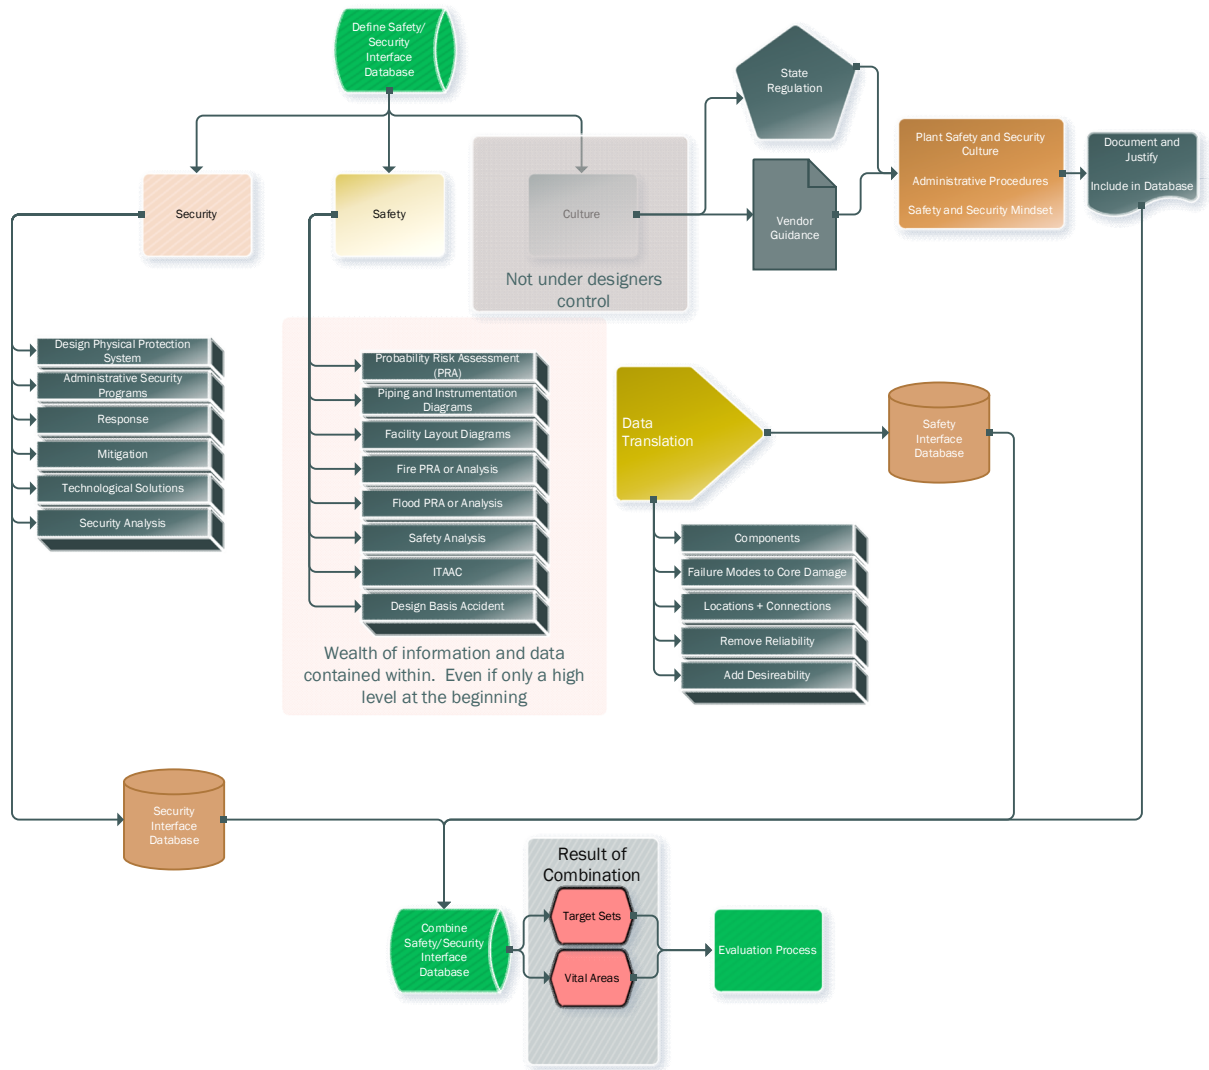 Define Safety/
Security
Interface
Database
State
Regulation
Plant Safety and Security
Culture
Administrative Procedures
Safety and Security Mindset
Document and
Justify
Include in Database
Security
Safety
Culture
Vendor
Guidance
Not under designers
control
Design Physical Protection
System
Administrative Security
Programs
Response
Mitigation
Technological Solutions
Security Analysis
Probability Risk Assessment
(PRA)
Piping and Instrumentation
Diagrams
Facility Layout Diagrams
Fire PRA or Analysis
Flood PRA or Analysis
Safety Analysis
ITAAC
Design Basis Accident
Wealth of information and data
contained within.  Even if only a high
level at the beginning
Data
Translation
Safety
Interface
Database
Components
Failure Modes to Core Damage
Locations + Connections
Remove Reliability
Add Desireability
Security
Interface
Database
Result of
Combination
Combine
Safety/Security
Interface
Database
Target Sets
Vital Areas
Evaluation Process